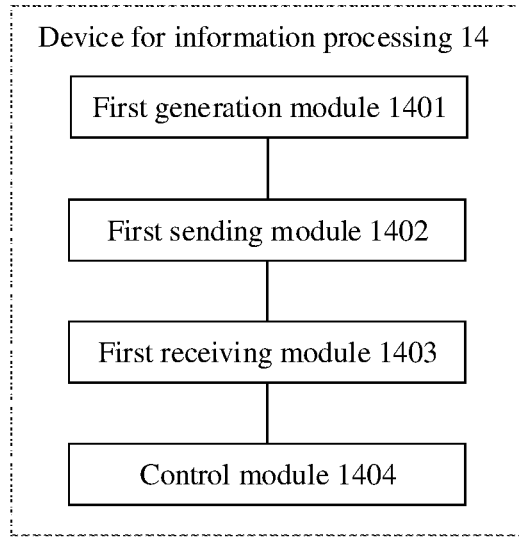 Device for information processing 14
First generation module 1401
First sending module 1402
First receiving module 1403
Control module 1404